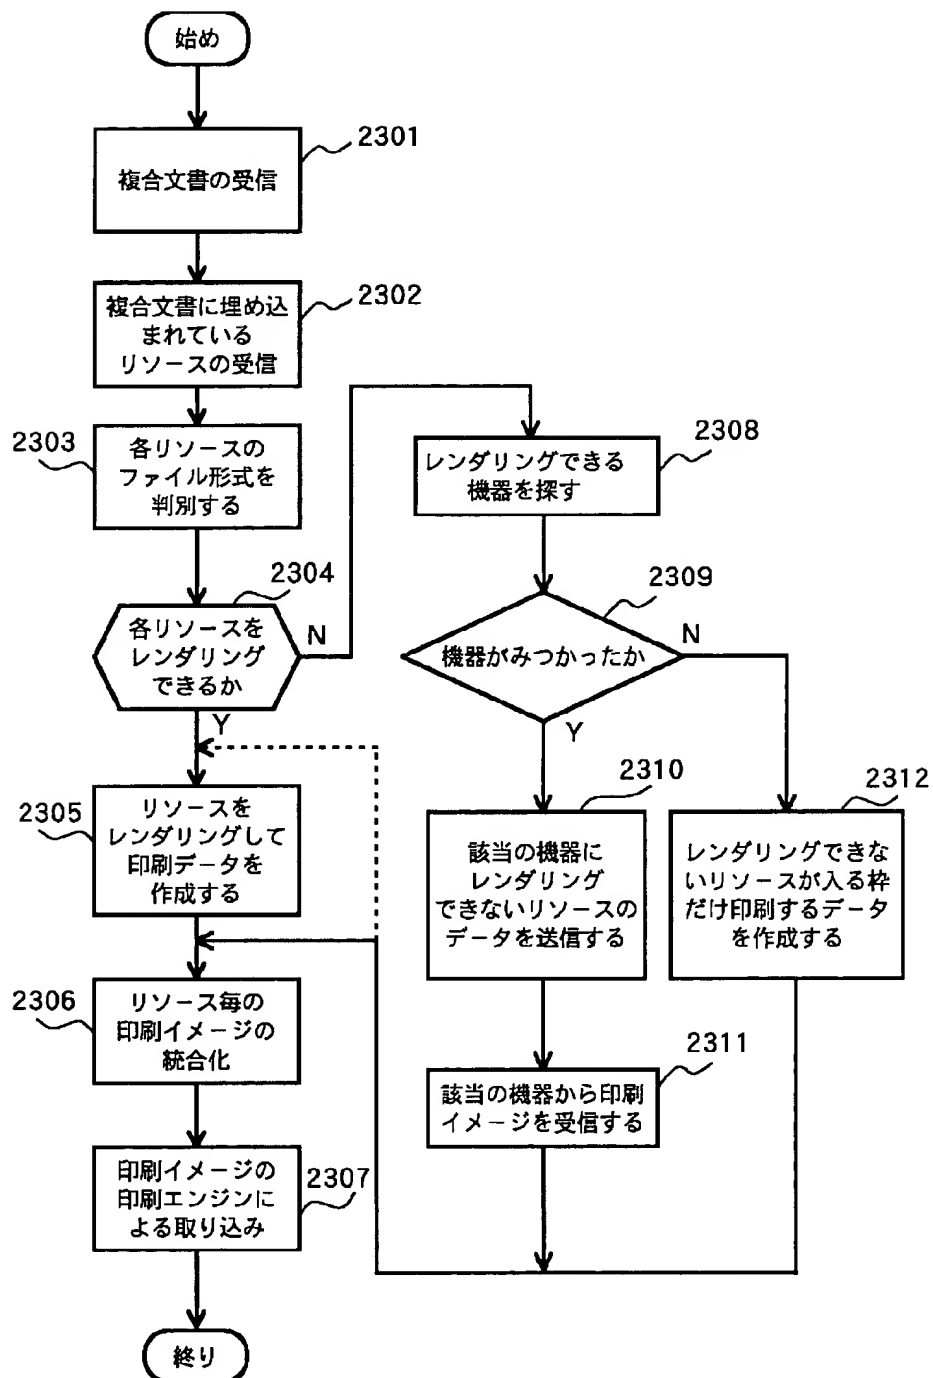 始め
2301
複合文書の受信
2302
複合文書に埋め込
まれている
リソースの受信
2303
各リソースの
ファイル形式を
判別する
2304
各リソースを
レンダリング
できるか
N
Y
2305
リソースを
レンダリングして
印刷データを
作成する
2306
リソース毎の
印刷イメージの
統合化
2307
印刷イメージの
印刷エンジンに
よる取り込み
終り
2308
レンダリングできる
機器を探す
2309
機器がみつかったか
N
Y
2310
該当の機器に
レンダリング
できないリソースの
データを送信する
2311
該当の機器から印刷
イメージを受信する
2312
レンダリングできな
いリソースが入る枠
だけ印刷するデータ
を作成する